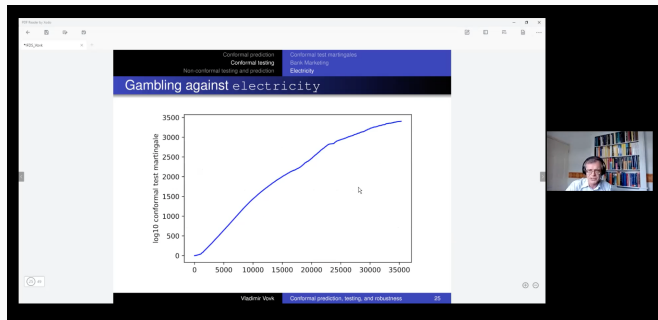 Conformal prediction
Conformal testing
Non-conformal testing and prediction
Conformal test martingales
Bank Marketing
Electricity
Gambling against electricity
log10 conformal test martingale
3500
3000
2500
2000
1500
1000
500
0
0 5000 10000 15000 20000 25000 30000 35000
Vladimir Vovk Conformal prediction, testing, and robustness 25